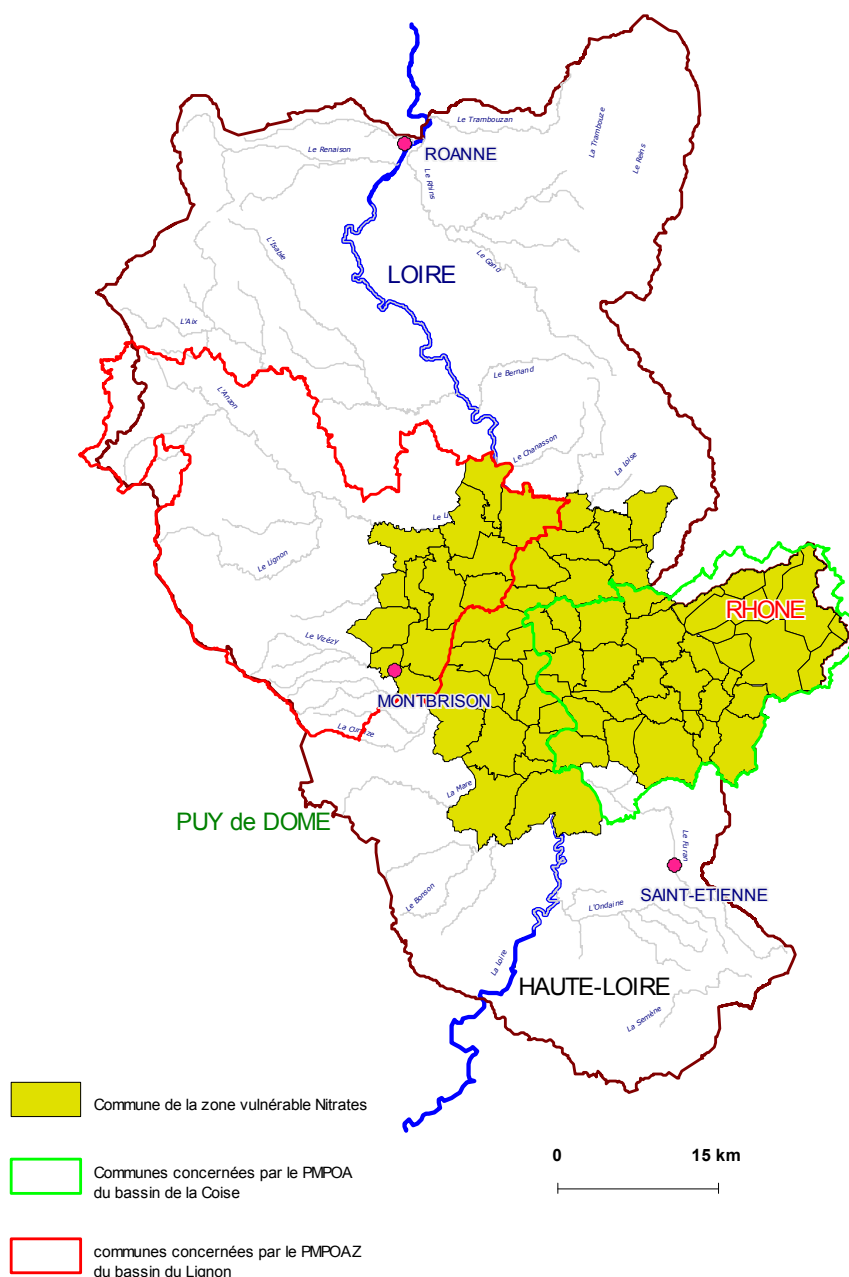 Le Trambouzan
La Trambouze
Le Reins
Le Renaison
ROANNE
Le Rhins
L'Isable
Le Gand
LOIRE
L'Aix
Le Bernand
L'Anzon
Le Chanasson
La Loise
Le L
Le Lignon
RHONE
Le Vizézy
MONTBRISON
La Mare
PUY de DOME
Le Furan
SAINT-ETIENNE
Le Bonson
L'Ondaine
La Loire
HAUTE-LOIRE
La Semène
Commune de la zone vulnérable Nitrates
0 15 km
Communes concernées par le PMPOA
du bassin de la Coise
communes concernées par le PMPOAZ
du bassin du Lignon